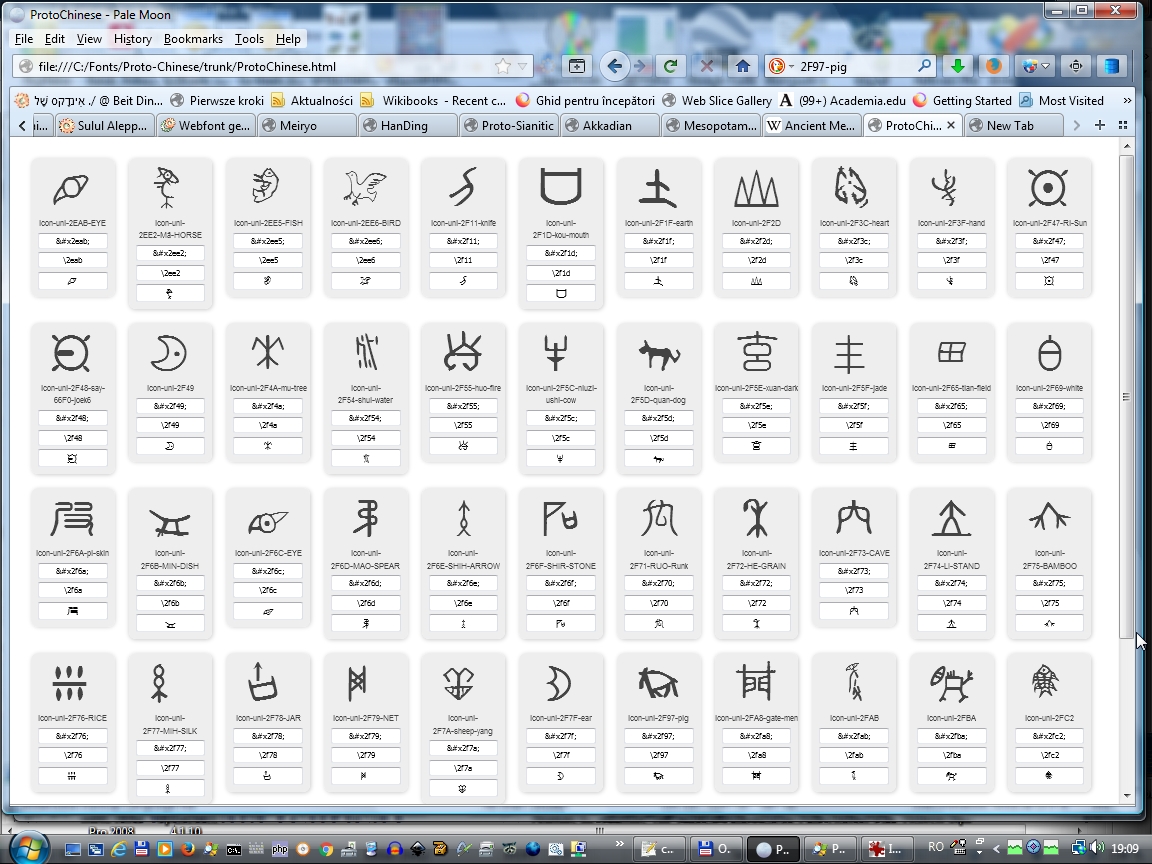 ProtoChinese - Pale Moon
File Edit View History Bookmarks Tools Help
file:///C:/Fonts/Proto-Chinese/trunk/ProtoChinese.html
2F97-pig
אינדקס של ./ @ Beit Din...
Pierwsze kroki
Aktualności
Wikibooks - Recent c...
Ghid pentru începători
Web Slice Gallery
(99+) Academia.edu
Getting Started
Most Visited
Sulul Alepp...
Webfont ge...
Meiryo
HanDing
Proto-Sianitic
Akkadian
Mesopotam...
Ancient Me...
ProtoChi...
New Tab
Icon-uni-2EAB-EYE
&#x2eab;
\2eab
Icon-uni-
2EE2-Mã-HORSE
&#x2ee2;
\2ee2
Icon-uni-2EE5-FISH
&#x2ee5;
\2ee5
Icon-uni-2EE6-BIRD
&#x2ee6;
\2ee6
Icon-uni-2F11-knife
&#x2f11;
\2f11
Icon-uni-
2F1D-kou-mouth
&#x2f1d;
\2f1d
Icon-uni-2F1F-earth
&#x2f1f;
\2f1f
Icon-uni-2F2D
&#x2f2d;
\2f2d
Icon-uni-2F3C-heart
&#x2f3c;
\2f3c
Icon-uni-2F3F-hand
&#x2f3f;
\2f3f
Icon-uni-2F47-RI-Sun
&#x2f47;
\2f47
Icon-uni-2F48-say-
66F0-joek6
&#x2f48;
\2f48
Icon-uni-2F49
&#x2f49;
\2f49
Icon-uni-2F4A-mu-tree
&#x2f4a;
\2f4a
Icon-uni-
2F54-shui-water
&#x2f54;
\2f54
Icon-uni-2F55-huo-fire
&#x2f55;
\2f55
Icon-uni-2F5C-niuzi-
ushi-cow
&#x2f5c;
\2f5c
Icon-uni-
2F5D-quan-dog
&#x2f5d;
\2f5d
Icon-uni-2F5E-xuan-dark
&#x2f5e;
\2f5e
Icon-uni-2F5F-jade
&#x2f5f;
\2f5f
Icon-uni-2F65-tian-field
&#x2f65;
\2f65
Icon-uni-2F69-white
&#x2f69;
\2f69
Icon-uni-2F6A-pi-skin
&#x2f6a;
\2f6a
Icon-uni-
2F6B-MIN-DISH
&#x2f6b;
\2f6b
Icon-uni-2F6C-EYE
&#x2f6c;
\2f6c
Icon-uni-
2F6D-MAO-SPEAR
&#x2f6d;
\2f6d
Icon-uni-
2F6E-SHIH-ARROW
&#x2f6e;
\2f6e
Icon-uni-
2F6F-SHIR-STONE
&#x2f6f;
\2f6f
Icon-uni-
2F71-RUO-Runk
&#x2f70;
\2f70
Icon-uni-
2F72-HE-GRAIN
&#x2f72;
\2f72
Icon-uni-2F73-CAVE
&#x2f73;
\2f73
Icon-uni-
2F74-LI-STAND
&#x2f74;
\2f74
Icon-uni-
2F75-BAMBOO
&#x2f75;
\2f75
Icon-uni-2F76-RICE
&#x2f76;
\2f76
Icon-uni-
2F77-MIH-SILK
&#x2f77;
\2f77
Icon-uni-2F78-JAR
&#x2f78;
\2f78
Icon-uni-2F79-NET
&#x2f79;
\2f79
Icon-uni-
2F7A-sheep-yang
&#x2f7a;
\2f7a
Icon-uni-2F7F-ear
&#x2f7f;
\2f7f
Icon-uni-2F97-pig
&#x2f97;
\2f97
Icon-uni-2FA8-gate-men
&#x2fa8;
\2fa8
Icon-uni-2FAB
&#x2fab;
\2fab
Icon-uni-2FBA
&#x2fba;
\2fba
Icon-uni-2FC2
&#x2fc2;
\2fc2
c...
O..
P..
P..
I...
RO
19:09